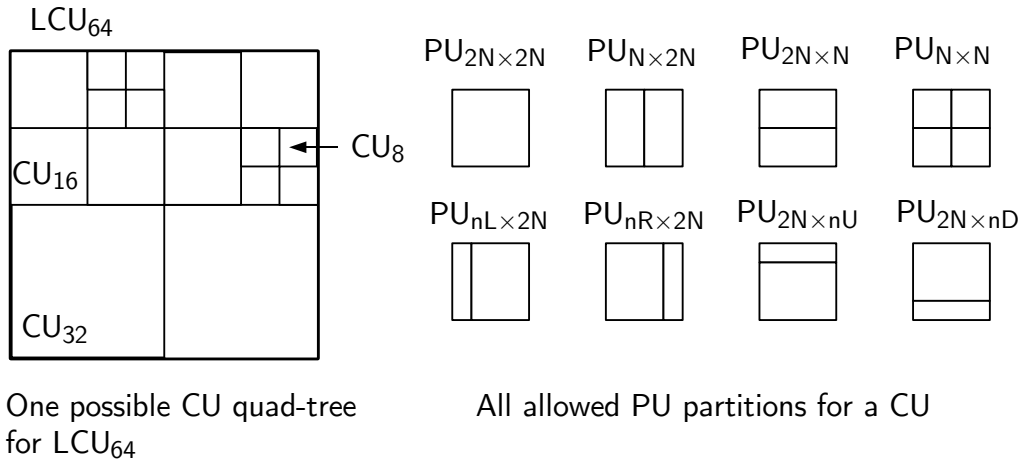 LCU64
CU16
CU8
CU32
One possible CU quad-tree
for LCU64
PU2N×2N PUN×2N PU2N×N PUN×N
PUnL×2N PUnR×2N PU2N×nU PU2N×nD
All allowed PU partitions for a CU